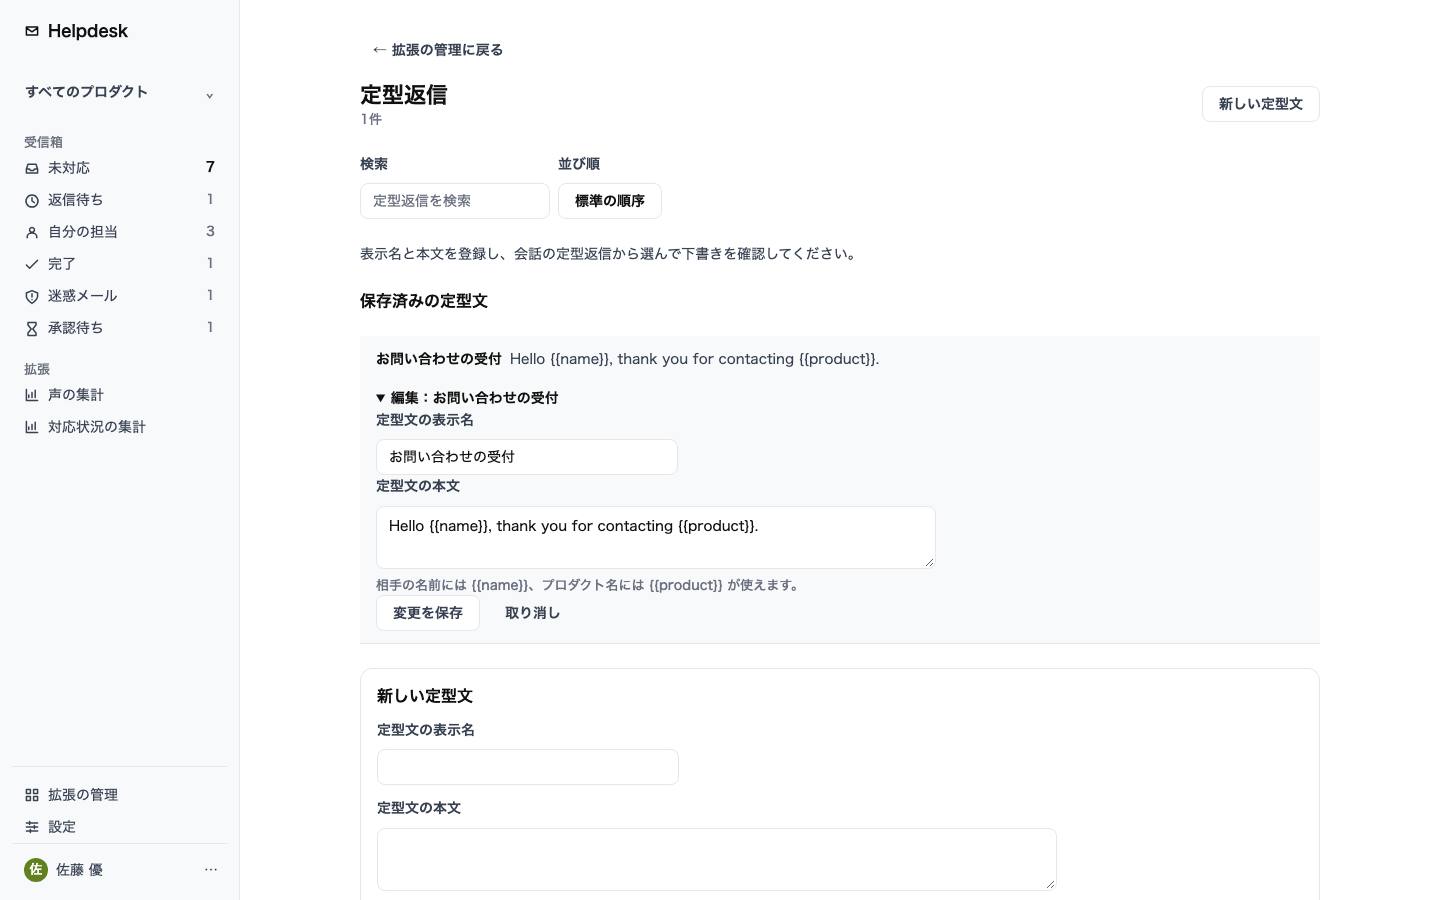 Helpdesk
すべてのプロダクト
受信箱
未対応 7
返信待ち 1
自分の担当 3
完了 1
迷惑メール 1
承認待ち 1
拡張
声の集計
対応状況の集計
拡張の管理
設定
佐 佐藤 優 …
← 拡張の管理に戻る
定型返信
1件
新しい定型文
検索 並び順
定型返信を検索 標準の順序
表示名と本文を登録し、会話の定型返信から選んで下書きを確認してください。
保存済みの定型文
お問い合わせの受付 Hello {{name}}, thank you for contacting {{product}}.
▼ 編集：お問い合わせの受付
定型文の表示名
お問い合わせの受付
定型文の本文
Hello {{name}}, thank you for contacting {{product}}.
相手の名前には {{name}}、プロダクト名には {{product}} が使えます。
変更を保存 取り消し
新しい定型文
定型文の表示名
定型文の本文